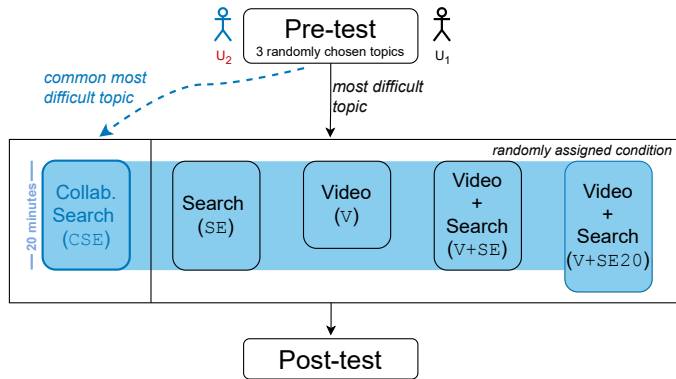 Pre-test
3 randomly chosen topics
U2
U1
common most
difficult topic
most difficult
topic
randomly assigned condition
20 minutes
Collab.
Search
(CSE)
Search
(SE)
Video
(V)
Video
+
Search
(V+SE)
Video
+
Search
(V+SE20)
Post-test